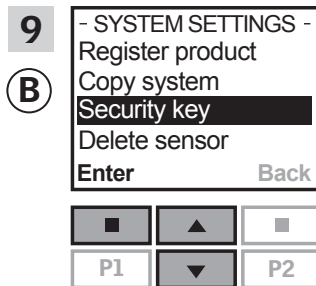 9
B
- SYSTEM SETTINGS -
Register product
Copy system
Security key
Delete sensor
Enter Back
P1 P2